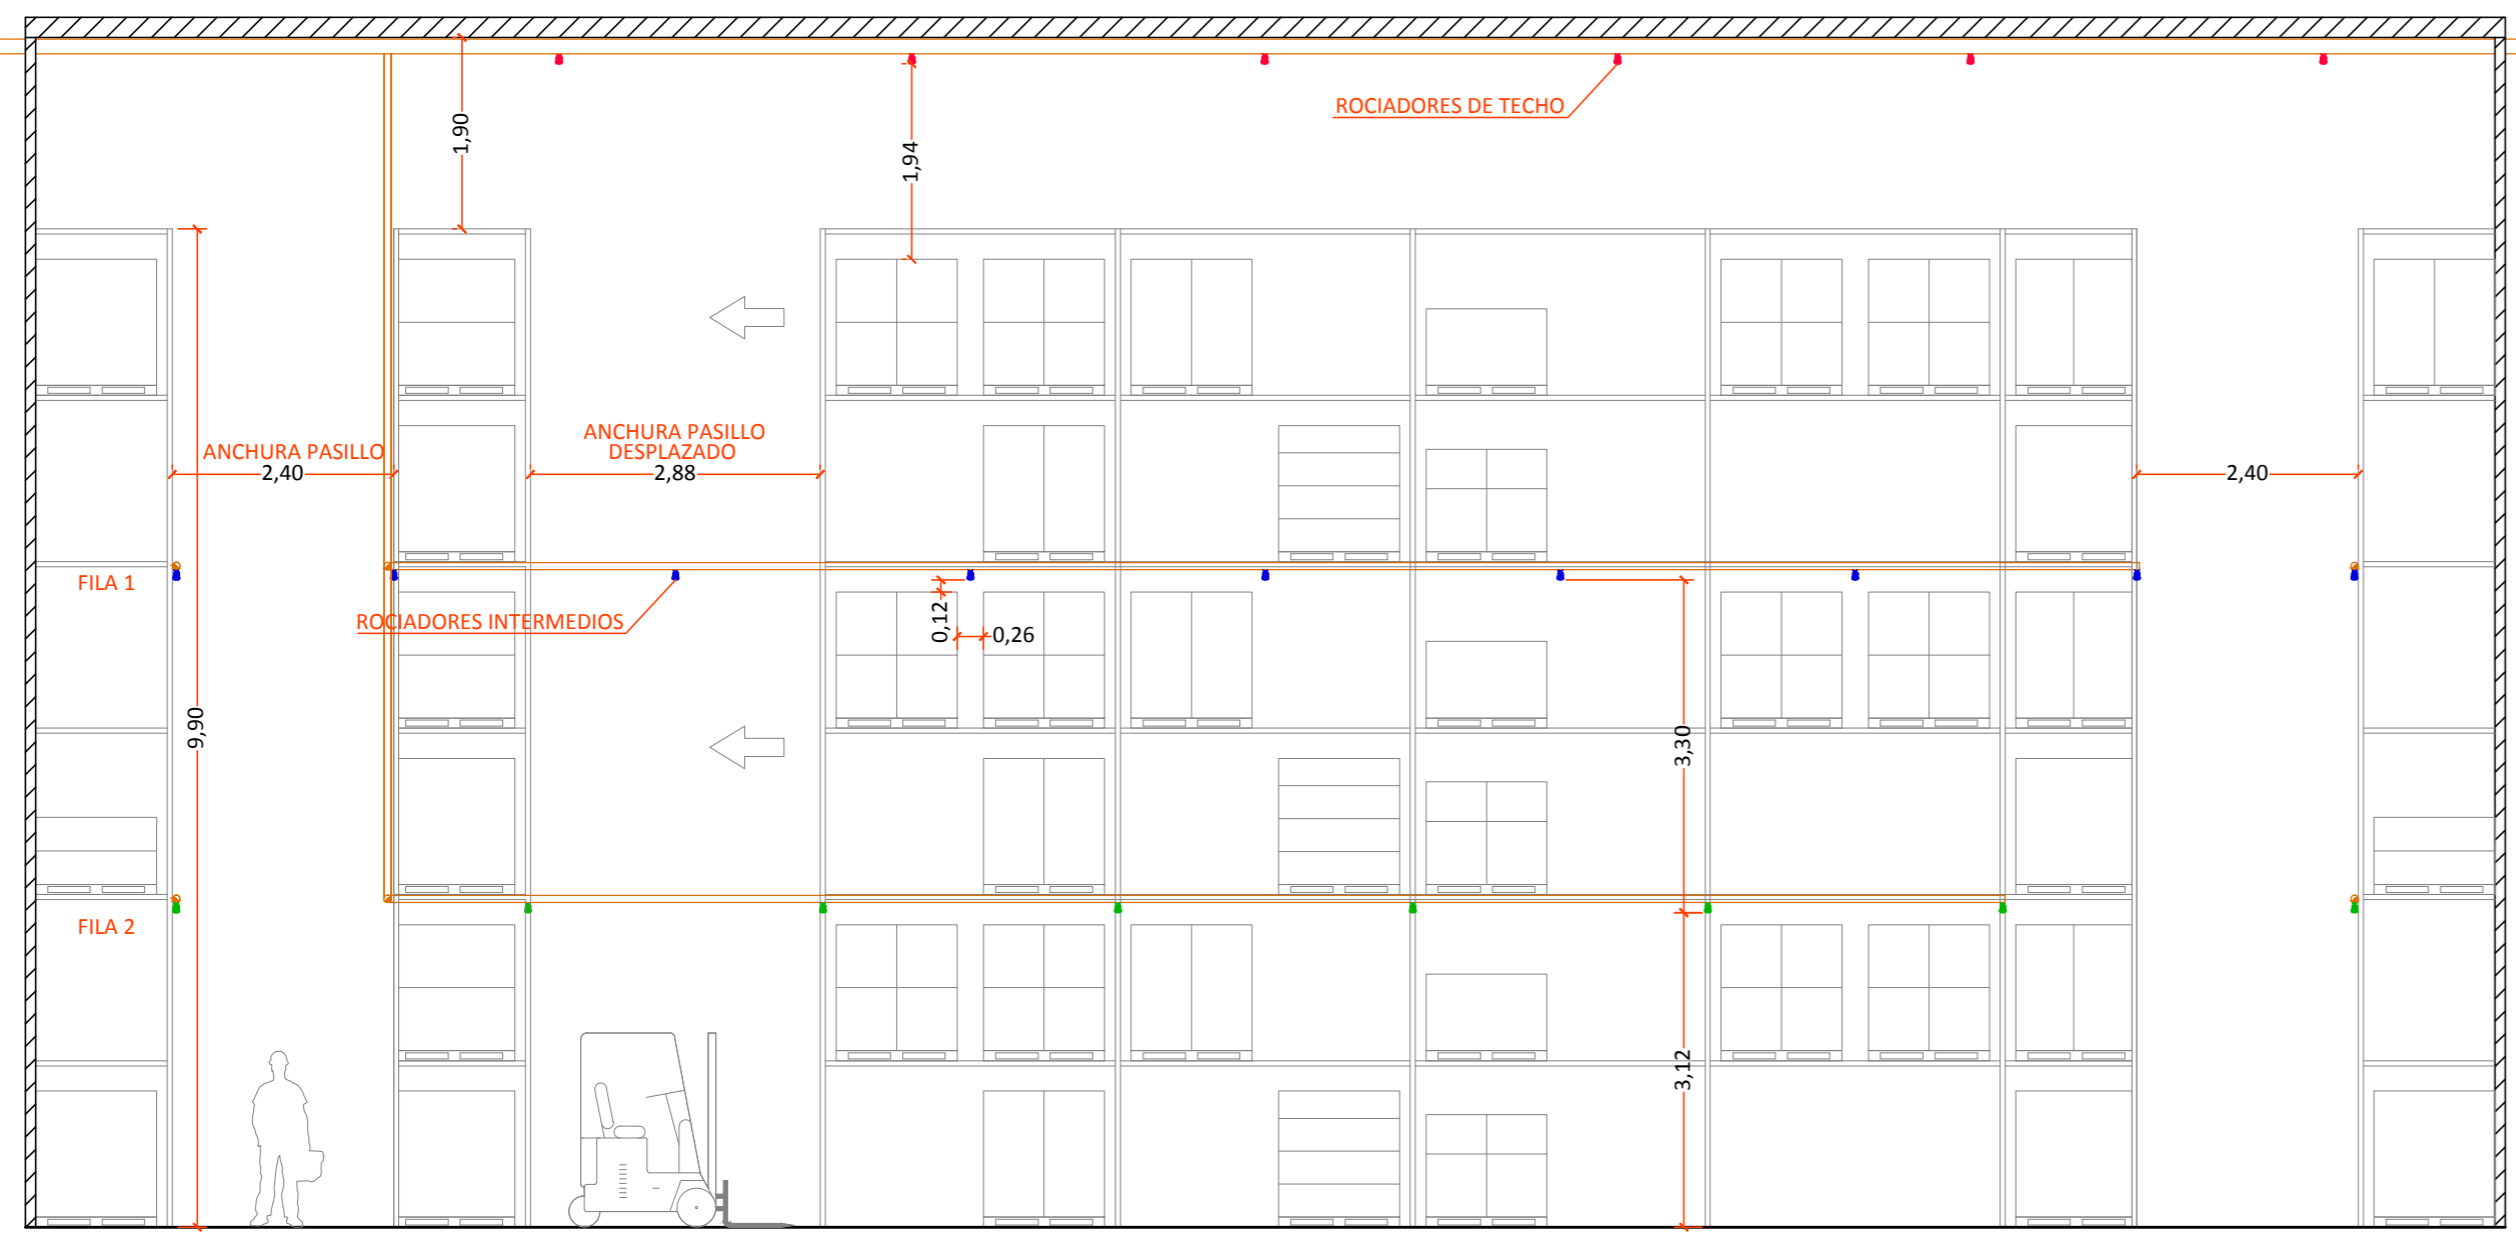 ROCIADORES DE TECHO
1,90
1,94
ANCHURA PASILLO
2,40
ANCHURA PASILLO
DESPLAZADO
2,88
2,40
FILA 1
ROCIADORES INTERMEDIOS
0,12
0,26
9,90
3,30
FILA 2
3,12